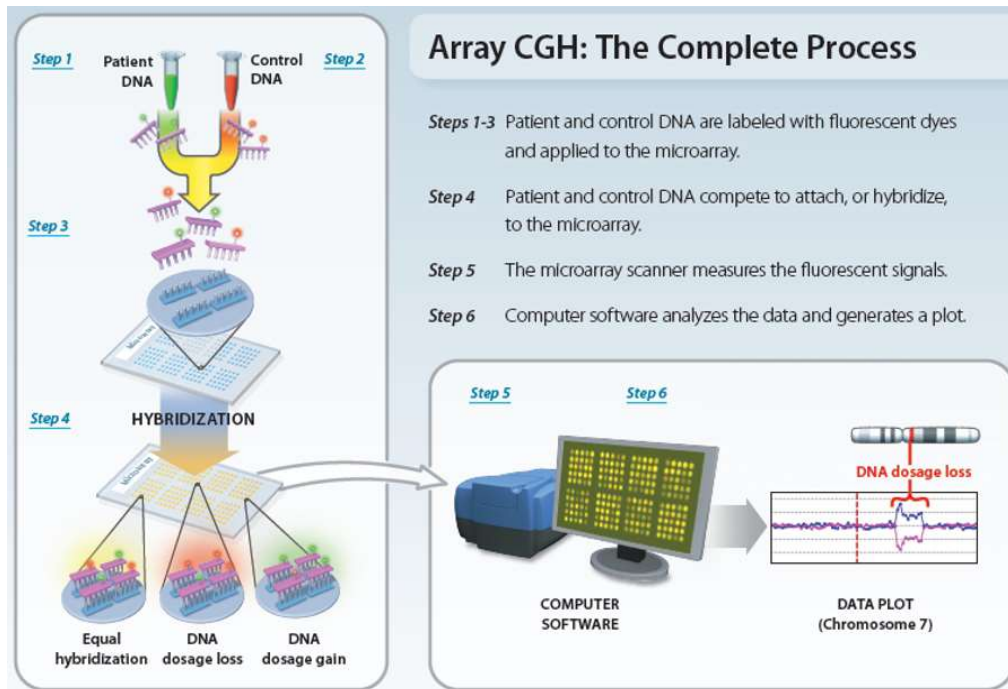 Array CGH: The Complete Process
Steps 1-3 Patient and control DNA are labeled with fluorescent dyes
and applied to the microarray.
Step 4 Patient and control DNA compete to attach, or hybridize,
to the microarray.
Step 5 The microarray scanner measures the fluorescent signals.
Step 6 Computer software analyzes the data and generates a plot.
Step 1
Patient
DNA
Control
DNA
Step 2
Step 3
Step 4
HYBRIDIZATION
Equal
hybridization
DNA
dosage loss
DNA
dosage gain
Step 5
Step 6
COMPUTER
SOFTWARE
DNA dosage loss
DATA PLOT
(Chromosome 7)